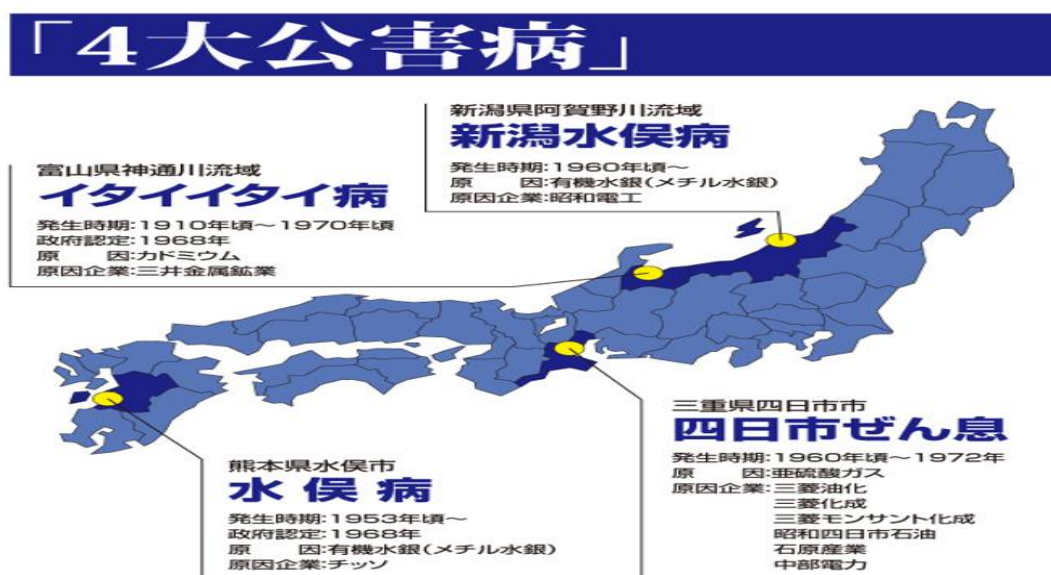 「4大公害病」
新潟県阿賀野川流域
新潟水俣病
発生時期:1960年頃〜
原　　因:有機水銀(メチル水銀)
原因企業:昭和電工
富山県神通川流域
イタイイタイ病
発生時期:1910年頃〜1970年頃
政府認定:1968年
原　　因:カドミウム
原因企業:三井金属鉱業
三重県四日市市
四日市ぜん息
発生時期:1960年頃〜1972年
原　　因:亜硫酸ガス
原因企業:三菱油化
三菱化成
三菱モンサント化成
昭和四日市石油
石原産業
中部電力
熊本県水俣市
水俣病
発生時期:1953年頃〜
政府認定:1968年
原　　因:有機水銀(メチル水銀)
原因企業:チッソ